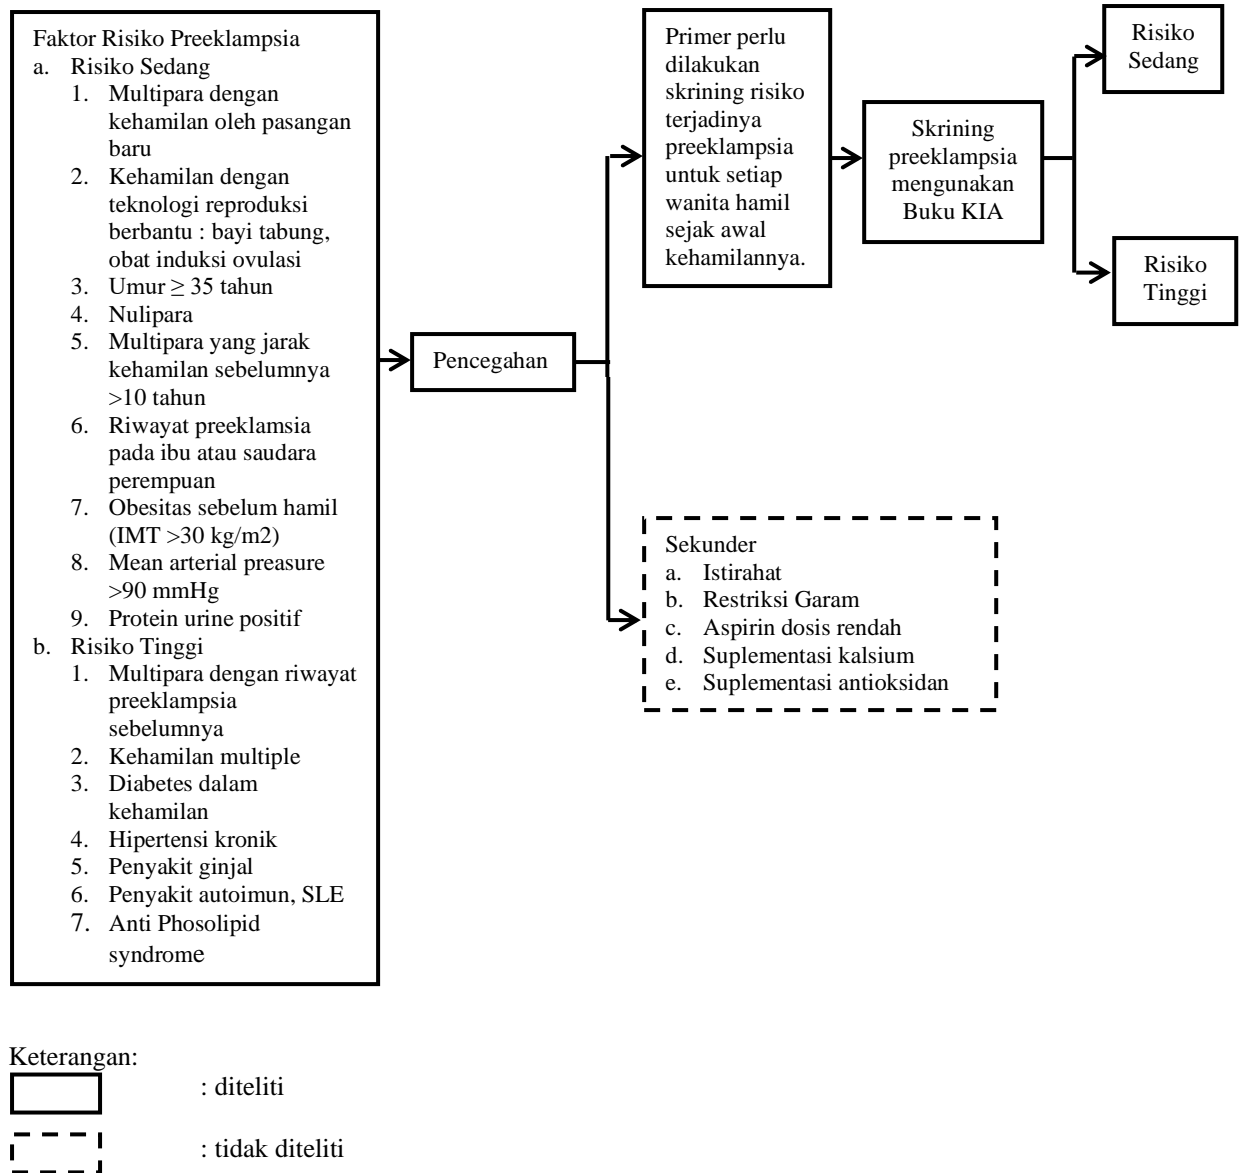 Faktor Risiko Preeklampsia
a. Risiko Sedang
1. Multipara dengan
kehamilan oleh pasangan
baru
2. Kehamilan dengan
teknologi reproduksi
berbantu : bayi tabung,
obat induksi ovulasi
3. Umur ≥ 35 tahun
4. Nulipara
5. Multipara yang jarak
kehamilan sebelumnya
>10 tahun
6. Riwayat preeklamsia
pada ibu atau saudara
perempuan
7. Obesitas sebelum hamil
(IMT >30 kg/m2)
8. Mean arterial preasure
>90 mmHg
9. Protein urine positif
b. Risiko Tinggi
1. Multipara dengan riwayat
preeklampsia
sebelumnya
2. Kehamilan multiple
3. Diabetes dalam
kehamilan
4. Hipertensi kronik
5. Penyakit ginjal
6. Penyakit autoimun, SLE
7. Anti Phosolipid
syndrome
Pencegahan
Primer perlu
dilakukan
skrining risiko
terjadinya
preeklampsia
untuk setiap
wanita hamil
sejak awal
kehamilannya.
Skrining
preeklampsia
mengunakan
Buku KIA
Risiko
Sedang
Risiko
Tinggi
Sekunder
a. Istirahat
b. Restriksi Garam
c. Aspirin dosis rendah
d. Suplementasi kalsium
e. Suplementasi antioksidan
Keterangan:
: diteliti
: tidak diteliti